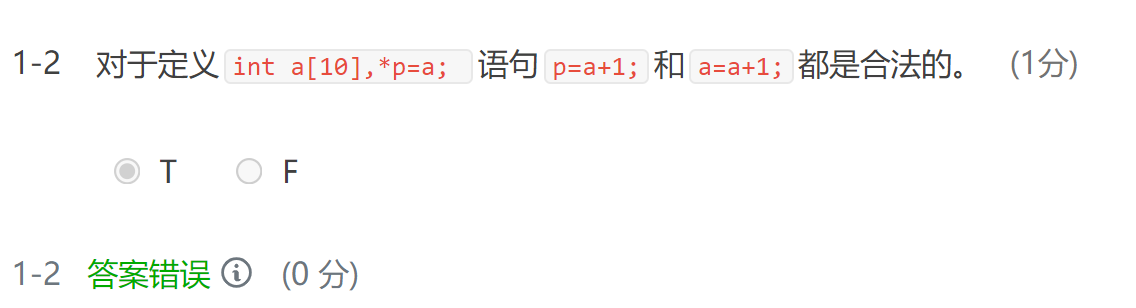 1-2 对于定义 int a[10],*p=a; 语句 p=a+1; 和 a=a+1; 都是合法的。 (1分)
T F
1-2 答案错误 (0 分)